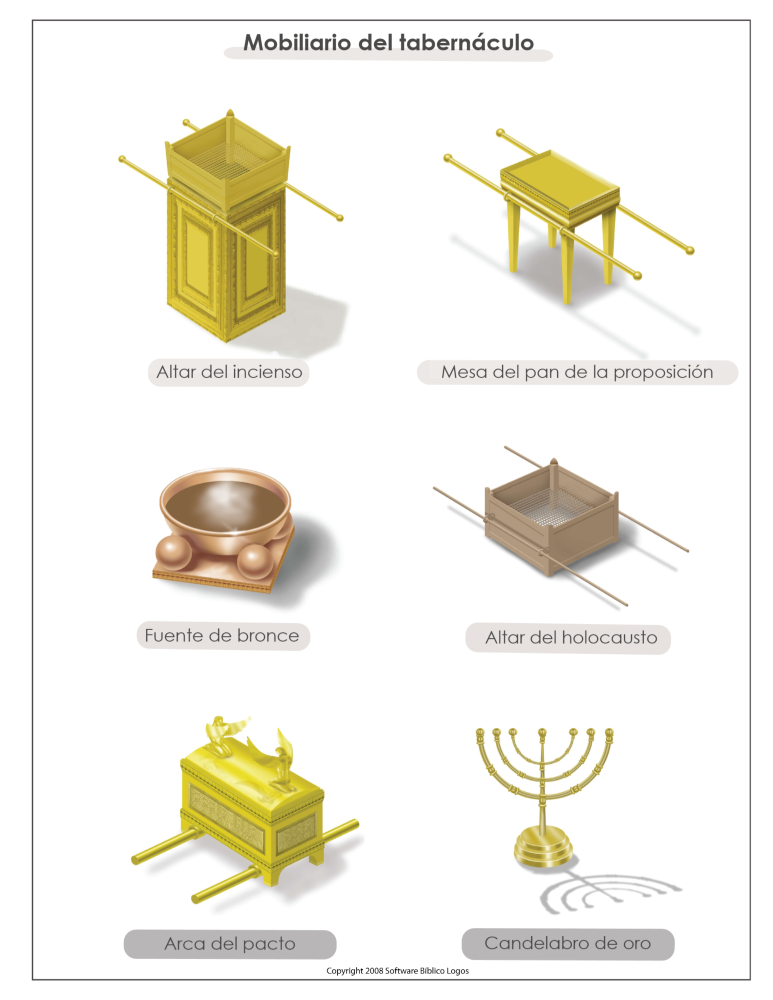 Mobiliario del tabernáculo
Altar del incienso
Mesa del pan de la proposición
Fuente de bronce
Altar del holocausto
Arca del pacto
Candelabro de oro
Copyright 2008 Software Bíblico Logos